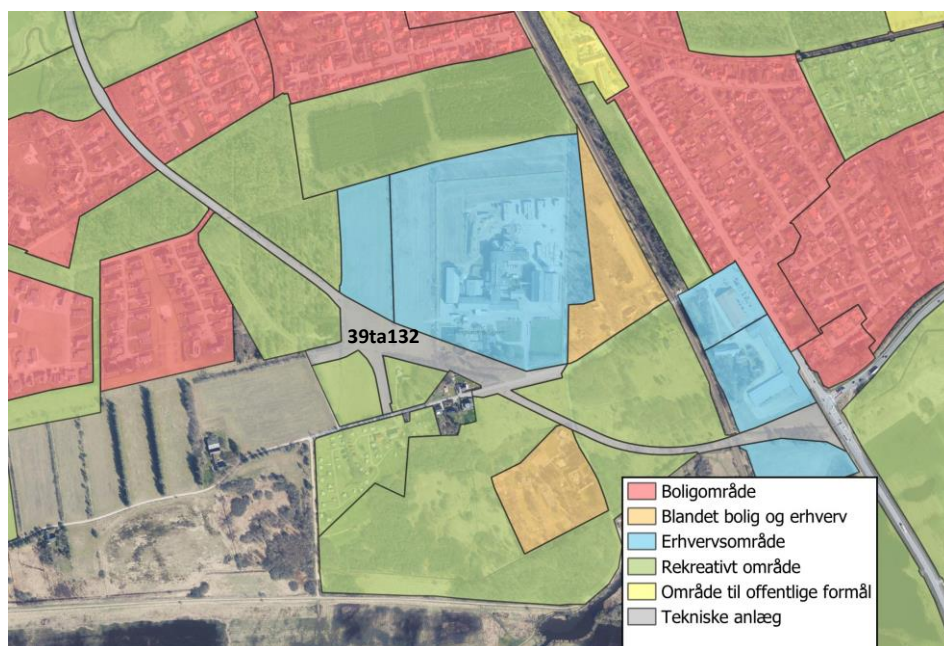 39ta132
Boligområde
Blandet bolig og erhverv
Erhvervsområde
Rekreativt område
Område til offentlige formål
Tekniske anlæg